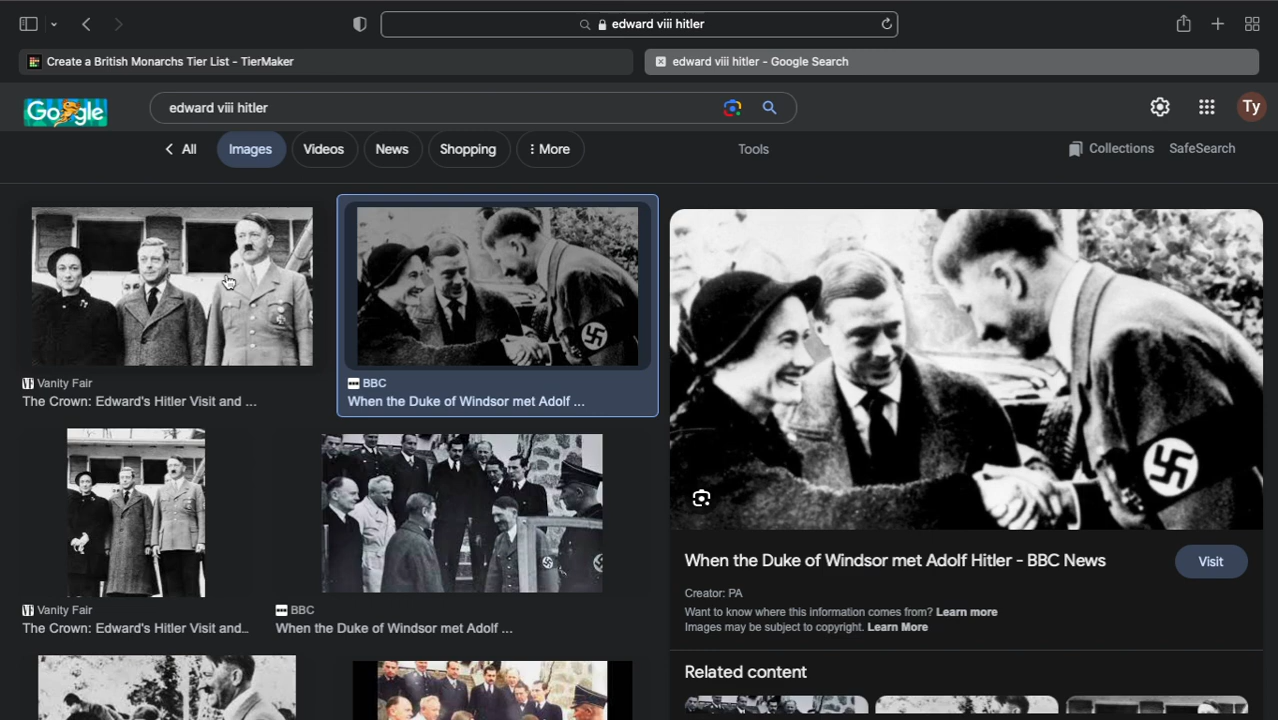 edward viii hitler
Create a British Monarchs Tier List - TierMaker
edward viii hitler - Google Search
Google
edward viii hitler
Ty
All
Images
Videos
News
Shopping
More
Tools
Collections
SafeSearch
Vanity Fair
The Crown: Edward's Hitler Visit and ...
BBC
When the Duke of Windsor met Adolf ...
Vanity Fair
The Crown: Edward's Hitler Visit and...
BBC
When the Duke of Windsor met Adolf ...
When the Duke of Windsor met Adolf Hitler - BBC News
Visit
Creator: PA
Want to know where this information comes from? Learn more
Images may be subject to copyright. Learn More
Related content